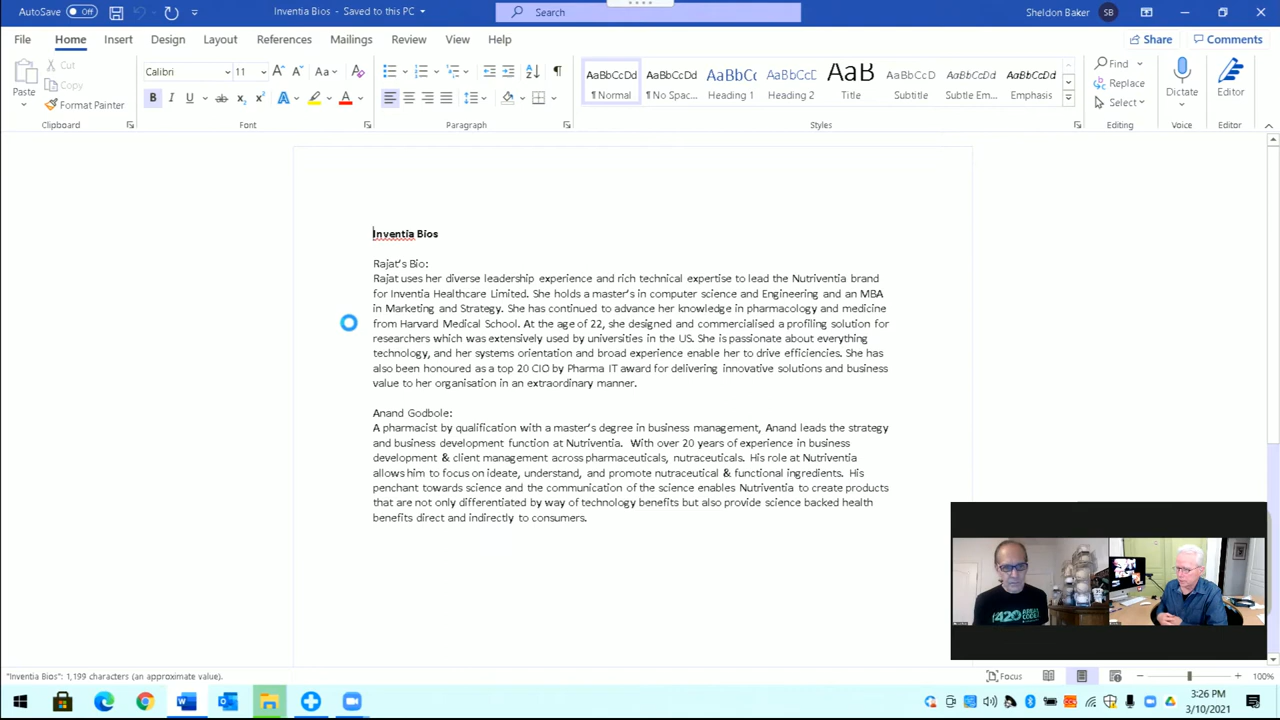 AutoSave Off Inventia Bios - Saved to this PC Search Sheldon Baker SB
File Home Insert Design Layout References Mailings Review View Help Share Comments
Paste Cut Copy Format Painter
Calibri 11
AaBbCcDd AaBbCcDd AaBbCc AaBbCcD AaB AaBbCcD AaBbCcDd AaBbCcDd
¶ Normal ¶ No Spac... Heading 1 Heading 2 Title Subtitle Subtle Em... Emphasis
Find Replace Select Dictate Editor
Clipboard Font Paragraph Styles Editing Voice Editor
Inventia Bios
Rajat's Bio:
Rajat uses her diverse leadership experience and rich technical expertise to lead the Nutriventia brand
for Inventia Healthcare Limited. She holds a master's in computer science and Engineering and an MBA
in Marketing and Strategy. She has continued to advance her knowledge in pharmacology and medicine
from Harvard Medical School. At the age of 22, she designed and commercialised a profiling solution for
researchers which was extensively used by universities in the US. She is passionate about everything
technology, and her systems orientation and broad experience enable her to drive efficiencies. She has
also been honoured as a top 20 CIO by Pharma IT award for delivering innovative solutions and business
value to her organisation in an extraordinary manner.
Anand Godbole:
A pharmacist by qualification with a master's degree in business management, Anand leads the strategy
and business development function at Nutriventia. With over 20 years of experience in business
development & client management across pharmaceuticals, nutraceuticals. His role at Nutriventia
allows him to focus on ideate, understand, and promote nutraceutical & functional ingredients. His
penchant towards science and the communication of the science enables Nutriventia to create products
that are not only differentiated by way of technology benefits but also provide science backed health
benefits direct and indirectly to consumers.
420
"Inventia Bios": 1,199 characters (an approximate value). Focus 100%
3:26 PM
3/10/2021